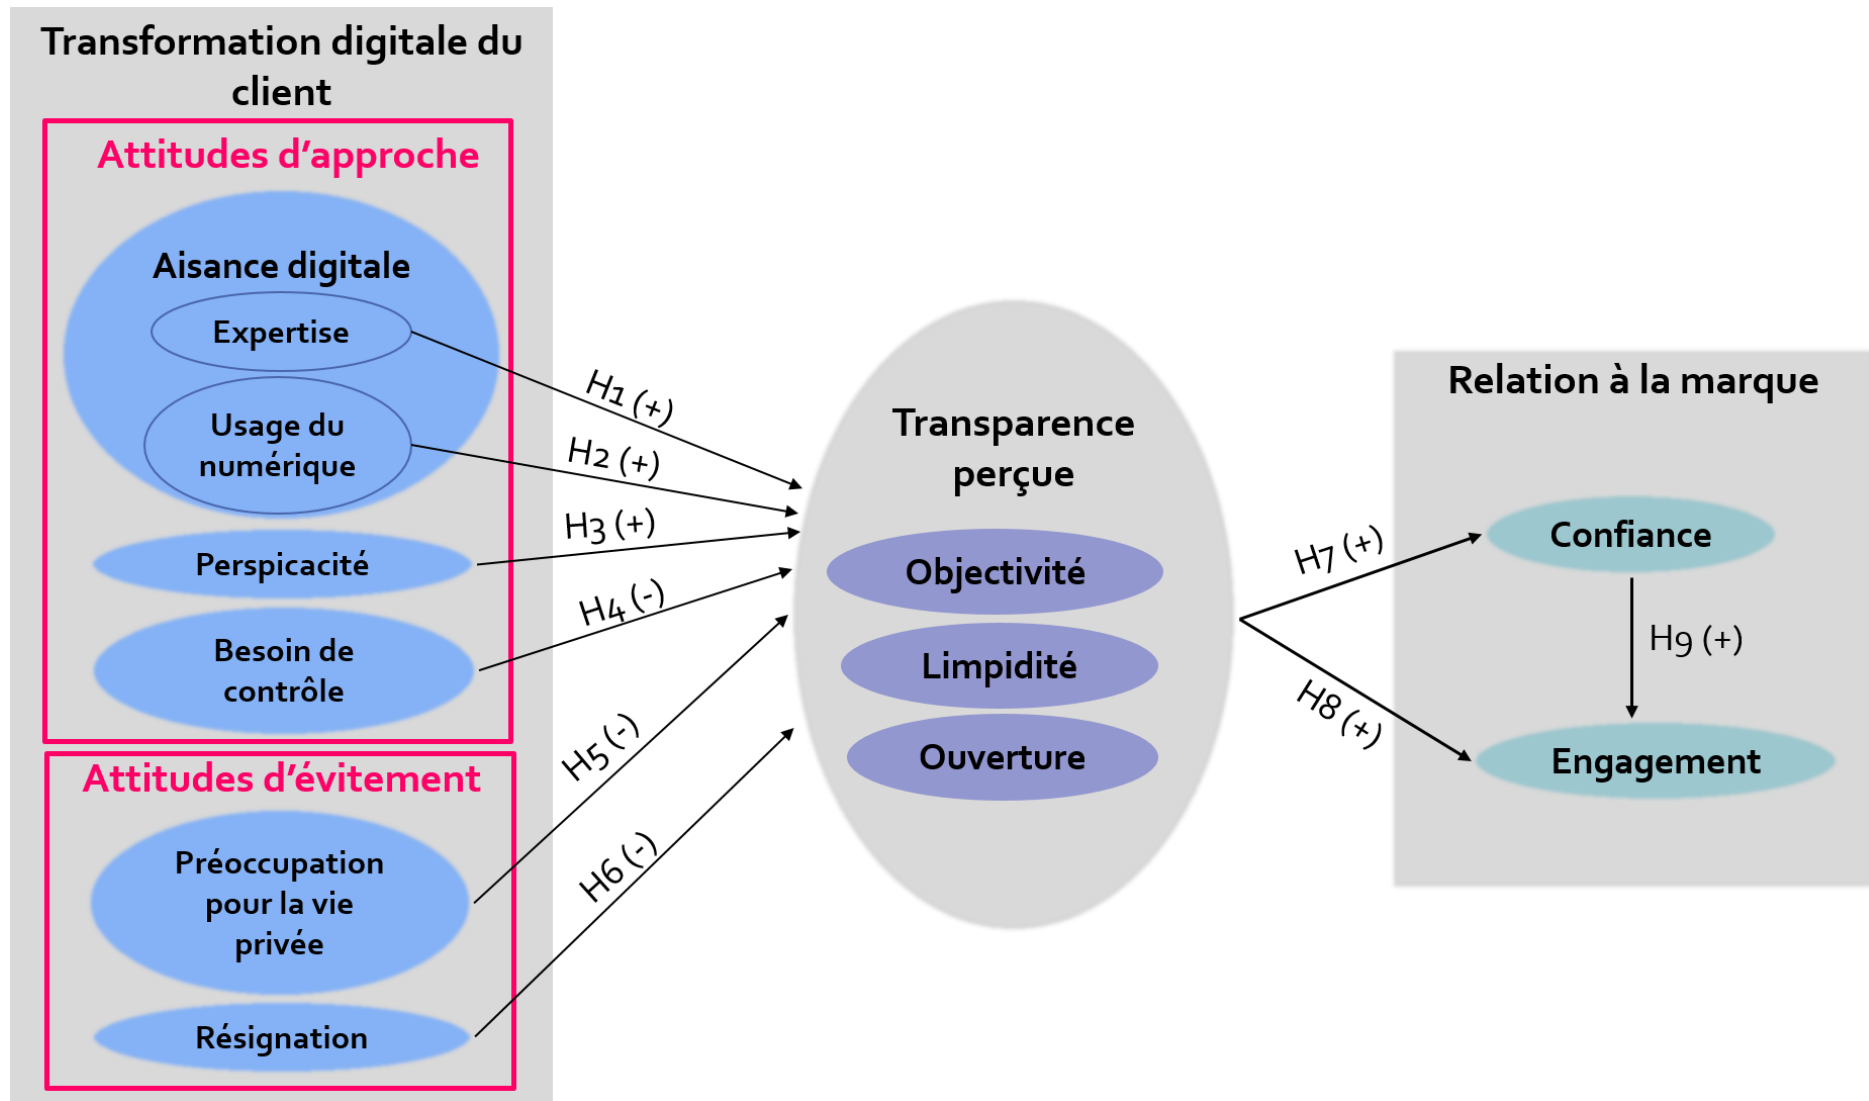 Transformation digitale du
client
Attitudes d'approche
Aisance digitale
Expertise
Usage du
numérique
Perspicacité
Besoin de
contrôle
Attitudes d'évitement
Préoccupation
pour la vie
privée
Résignation
H1 (+)
H2 (+)
H3 (+)
H4 (-)
H5 (-)
H6 (-)
Transparence
perçue
Objectivité
Limpidité
Ouverture
H7 (+)
H8 (+)
Relation à la marque
Confiance
H9 (+)
Engagement